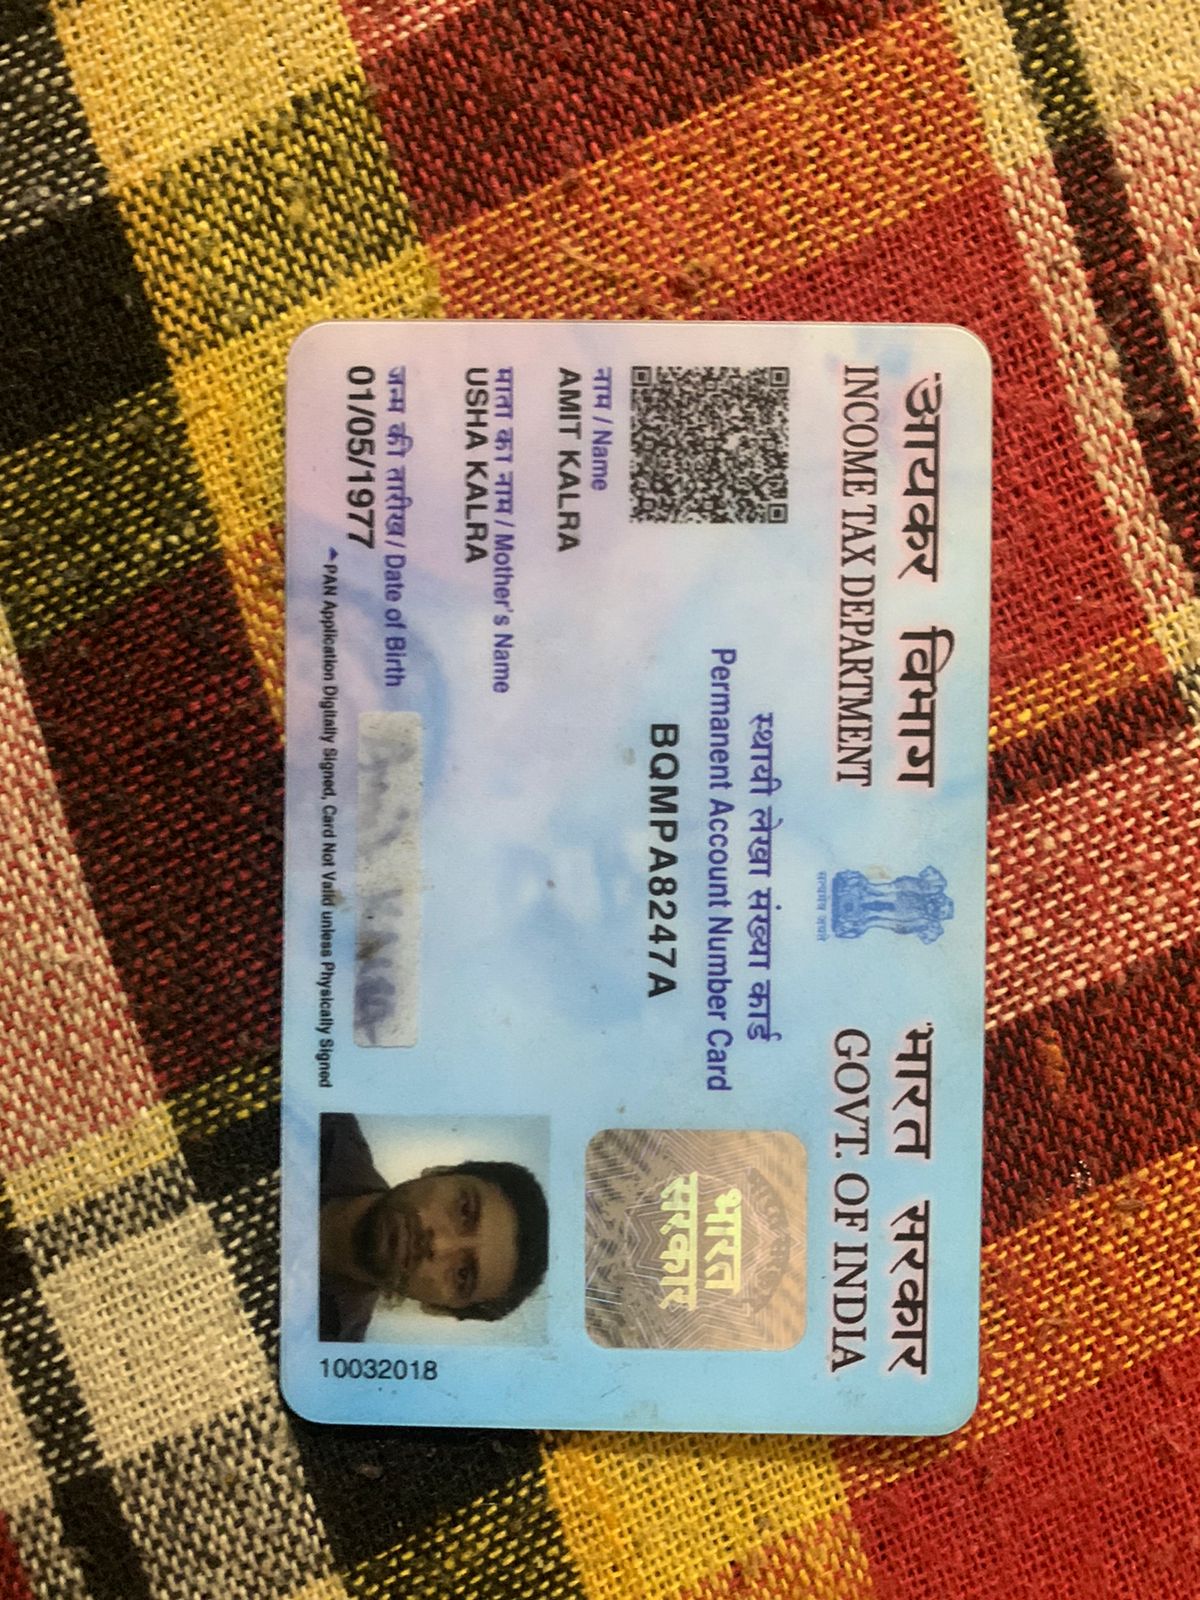 आयकर विभाग
INCOME TAX DEPARTMENT
सत्यमेव जयते
भारत सरकार
GOVT. OF INDIA
स्थायी लेखा संख्या कार्ड
Permanent Account Number Card
BQMPA8247A
भारत
सरकार
नाम / Name
AMIT KALRA
माता का नाम / Mother's Name
USHA KALRA
जन्म की तारीख / Date of Birth
01/05/1977
PAN Application Digitally Signed, Card Not Valid unless Physically Signed
10032018